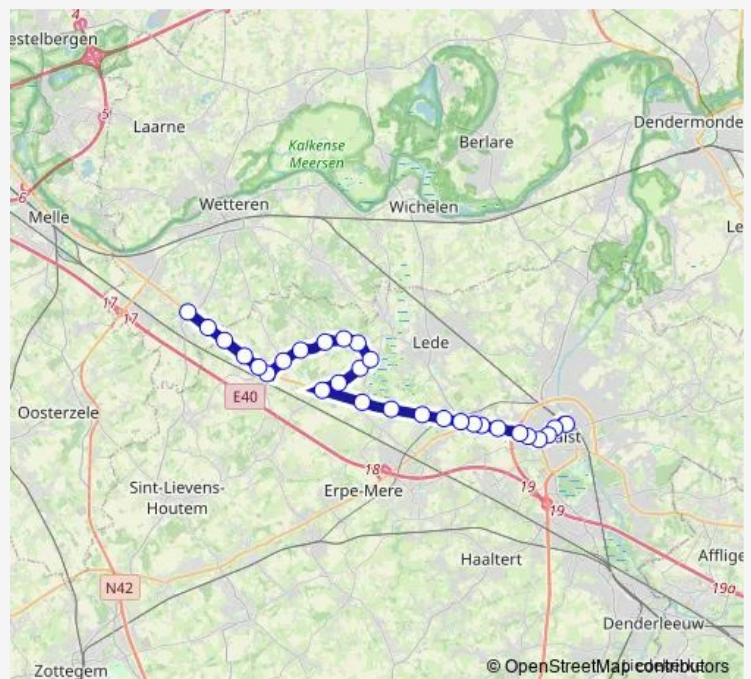 4
estelbergen
5
Laarne
Kalkense
Meersen
Berlare
Dendermonde
6
Melle
Wetteren
Wichelen
Le
17
17
Lede
E40
Oosterzele
alst
18
19
Sint-Lievens-
Houtem
Erpe-Mere
19
Haaltert
Afflige
N42
19a
Denderleeuw
Zottegem
© OpenStreetMap contributors